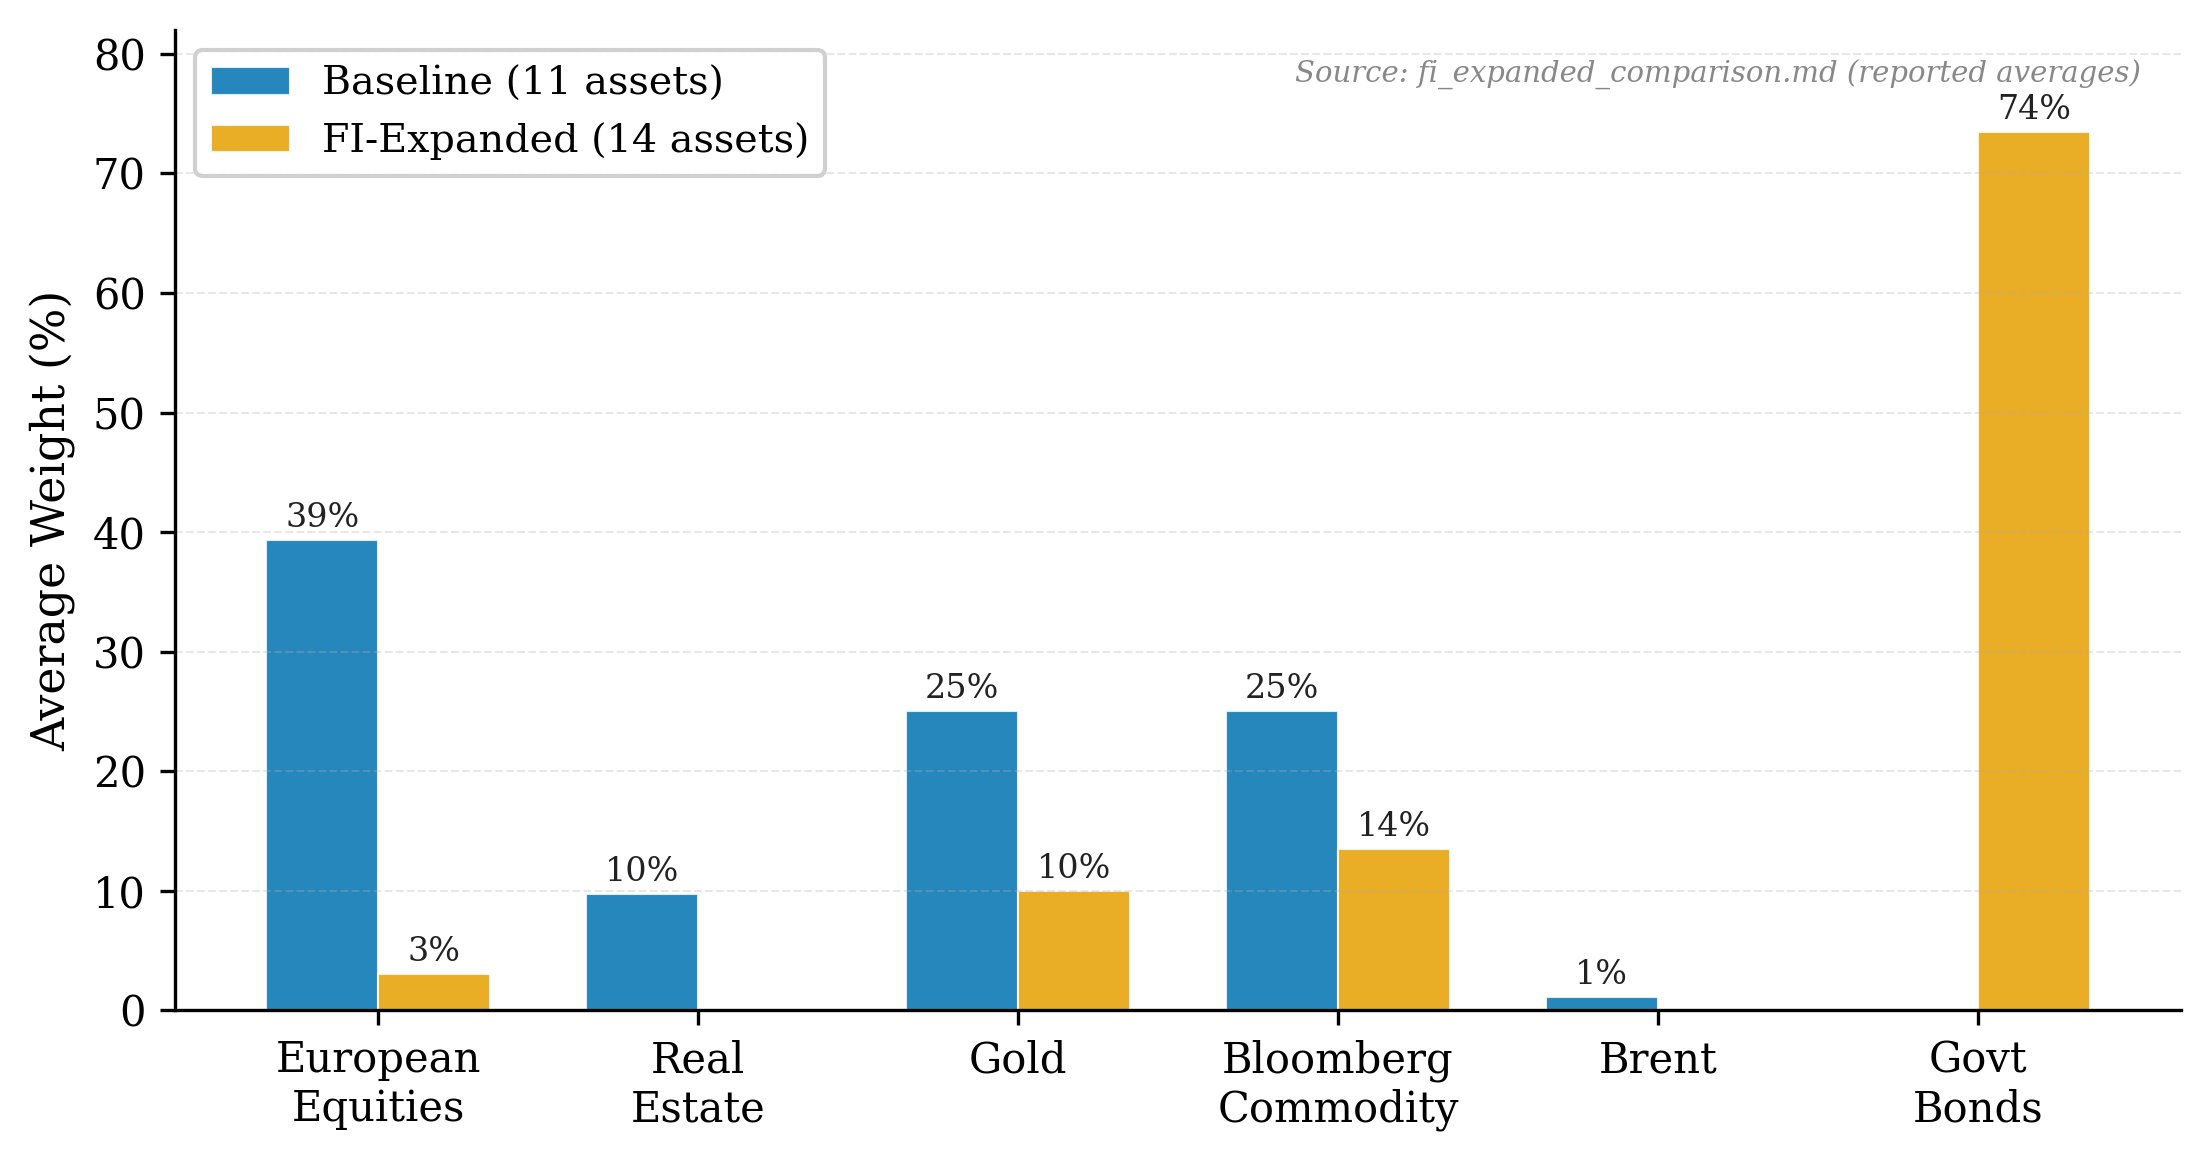 Baseline (11 assets)
FI-Expanded (14 assets)
Source: fi_expanded_comparison.md (reported averages)
Average Weight (%)
80
70
60
50
40
30
20
10
0
39%
3%
10%
25%
10%
25%
14%
1%
74%
European
Equities
Real
Estate
Gold
Bloomberg
Commodity
Brent
Govt
Bonds